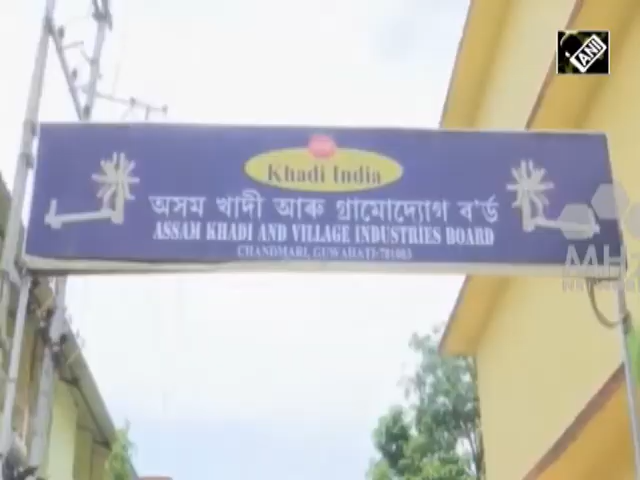 ANI
Khadi India
অসম খাদী আৰু গ্ৰামোদ্যোগ ব'ৰ্ড
ASSAM KHADI AND VILLAGE INDUSTRIES BOARD
CHANDMARI, GUWAHATI-781003